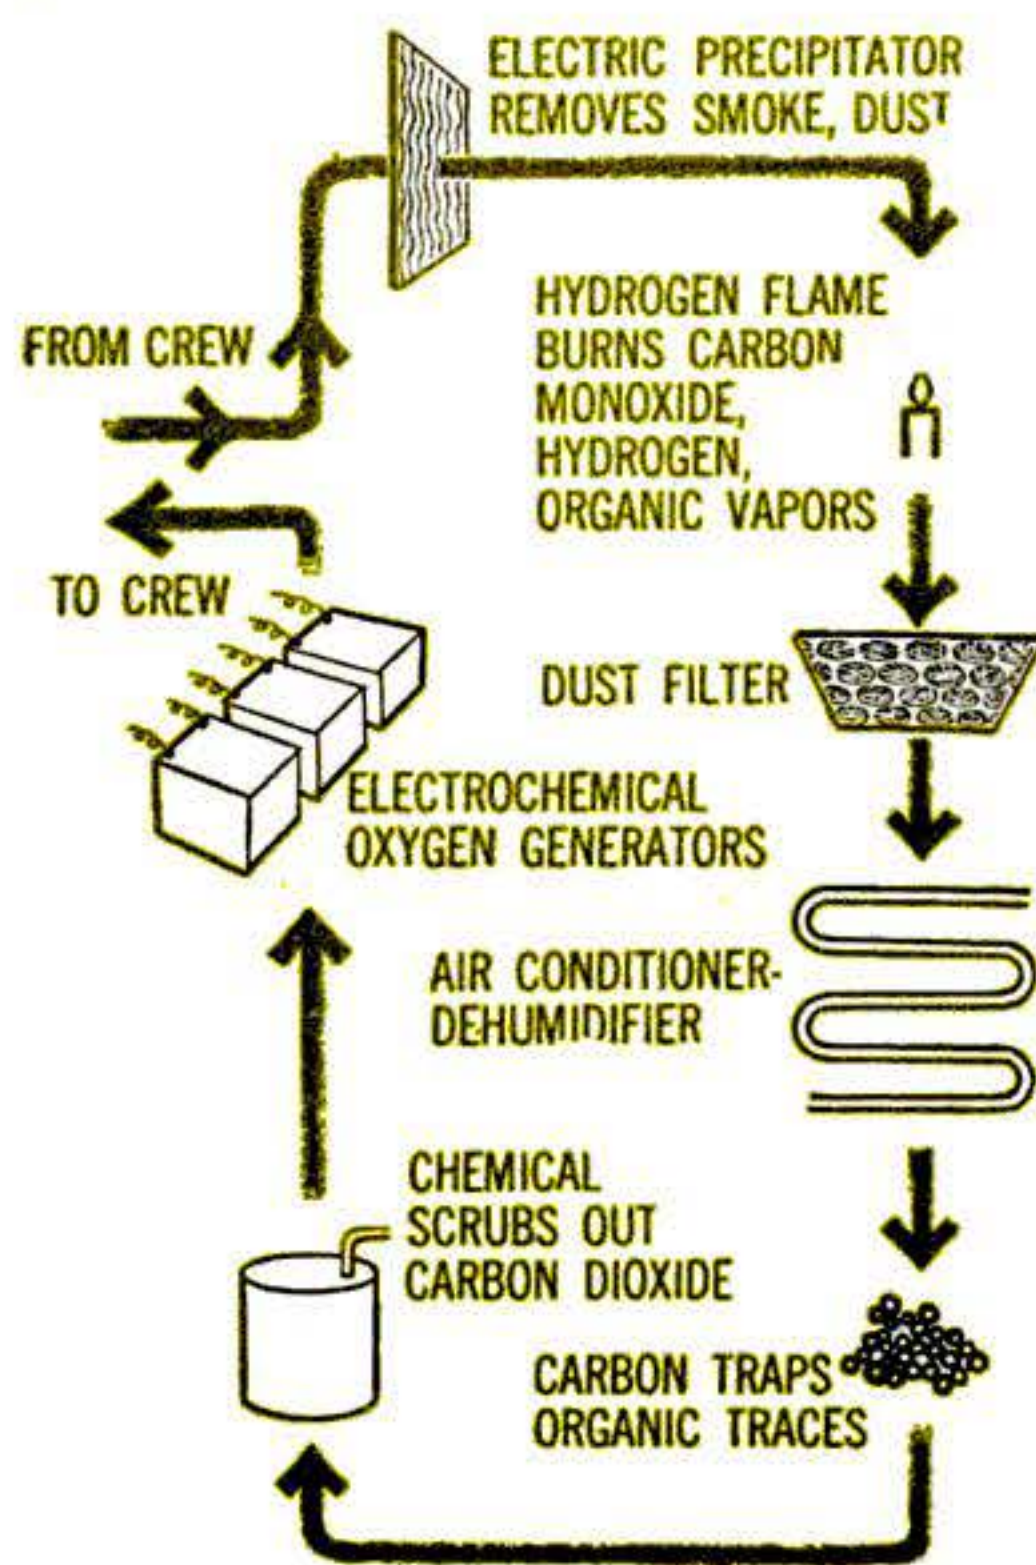 ELECTRIC PRECIPITATOR
REMOVES SMOKE, DUST
FROM CREW
HYDROGEN FLAME
BURNS CARBON
MONOXIDE,
HYDROGEN,
ORGANIC VAPORS
TO CREW
DUST FILTER
ELECTROCHEMICAL
OXYGEN GENERATORS
AIR CONDITIONER-
DEHUMIDIFIER
CHEMICAL
SCRUBS OUT
CARBON DIOXIDE
CARBON TRAPS
ORGANIC TRACES